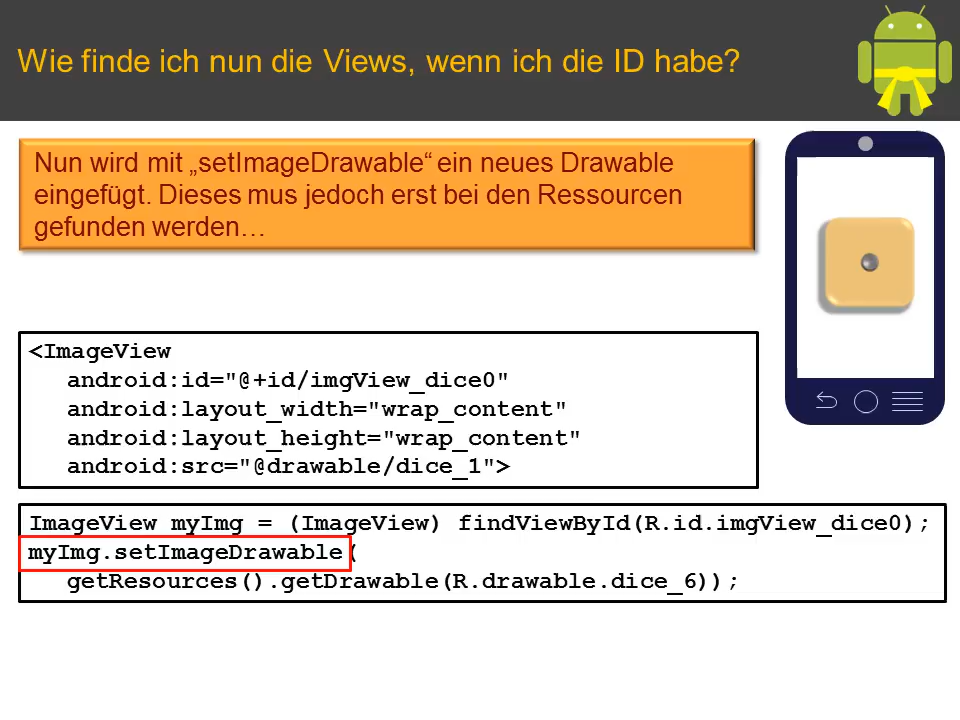 Wie finde ich nun die Views, wenn ich die ID habe?
Nun wird mit „setImageDrawable“ ein neues Drawable
eingefügt. Dieses mus jedoch erst bei den Ressourcen
gefunden werden…
<ImageView
android:id="@+id/imgView_dice0"
android:layout_width="wrap_content"
android:layout_height="wrap_content"
android:src="@drawable/dice_1">
ImageView myImg = (ImageView) findViewById(R.id.imgView_dice0);
myImg.setImageDrawable(
getResources().getDrawable(R.drawable.dice_6));